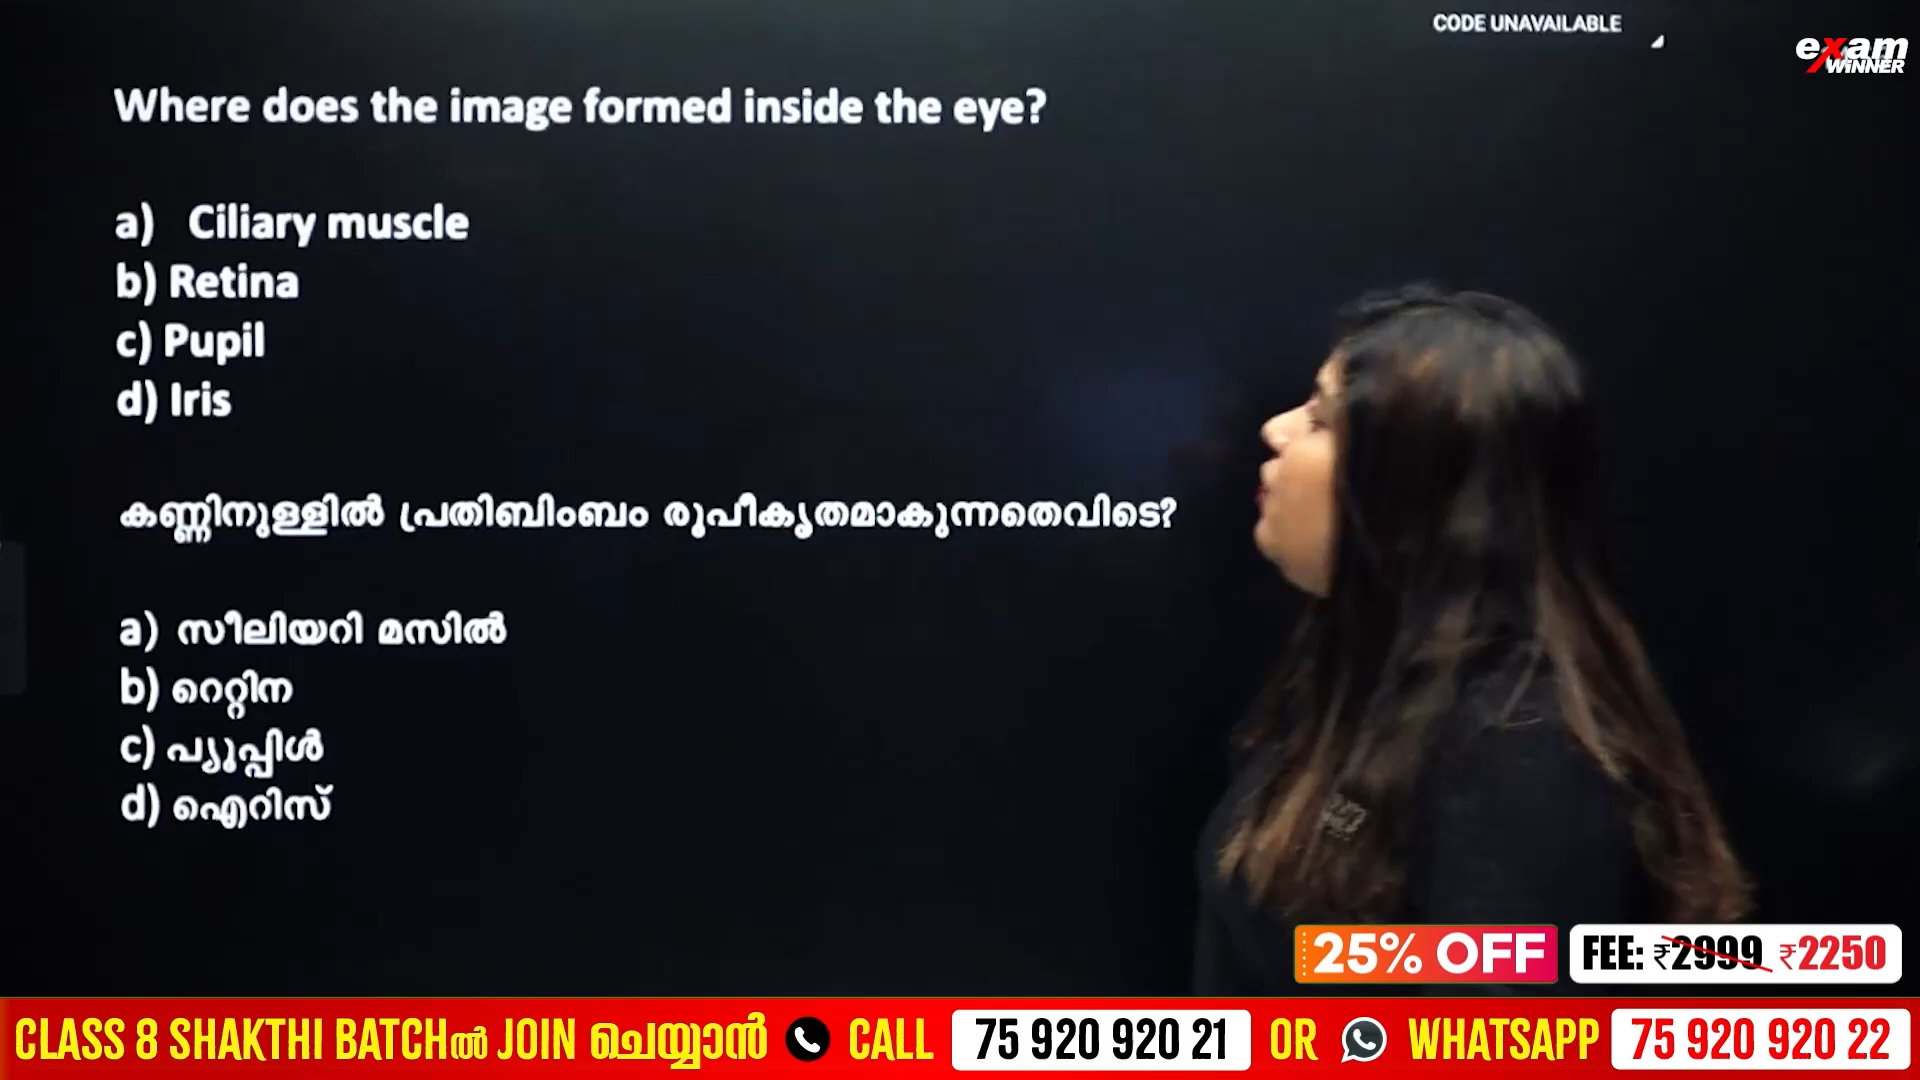 CODE UNAVAILABLE
exam
WINNER
Where does the image formed inside the eye?
a) Ciliary muscle
b) Retina
c) Pupil
d) Iris
കണ്ണിനുള്ളിൽ പ്രതിബിംബം രൂപീകൃതമാകുന്നതെവിടെ?
a) സീലിയറി മസിൽ
b) റെറ്റിന
c) പ്യൂപ്പിൾ
d) ഐറിസ്
25% OFF
FEE: ₹2999 ₹2250
CLASS 8 SHAKTHI BATCHൽ JOIN ചെയ്യാൻ CALL 75 920 920 21 OR WHATSAPP 75 920 920 22